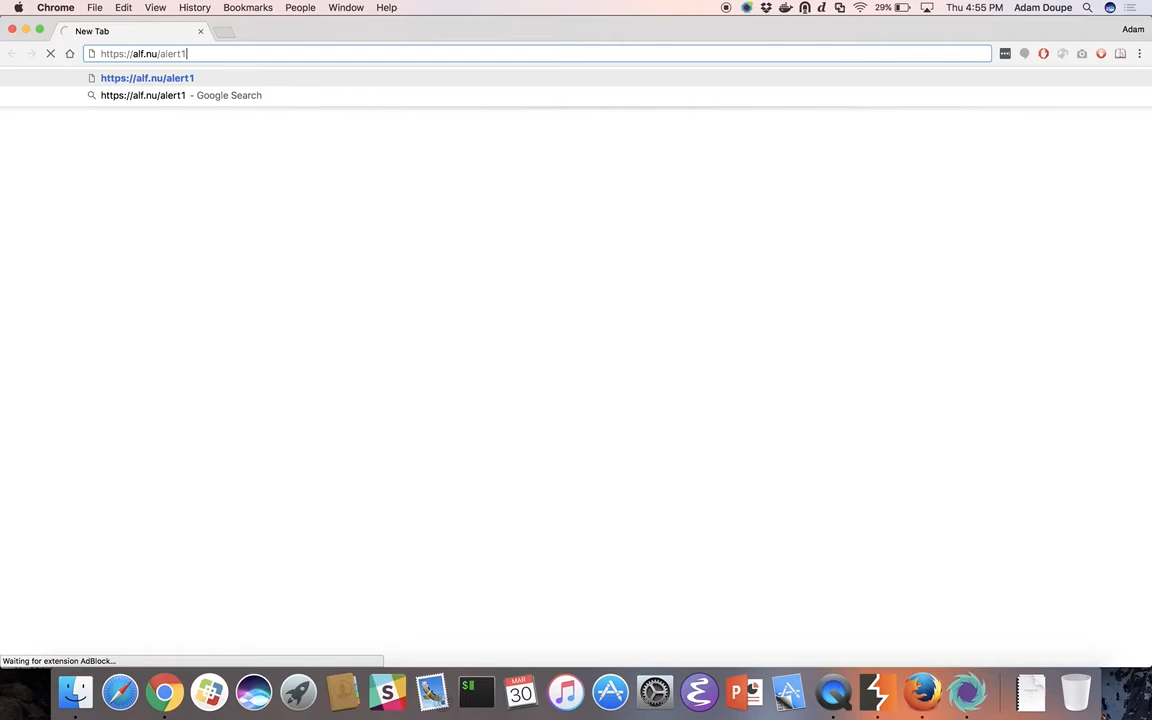 Chrome File Edit View History Bookmarks People Window Help 29% Thu 4:55 PM Adam Doupe
New Tab Adam
https://alf.nu/alert1
https://alf.nu/alert1
https://alf.nu/alert1 - Google Search
Waiting for extension AdBlock...
$
MAR
30